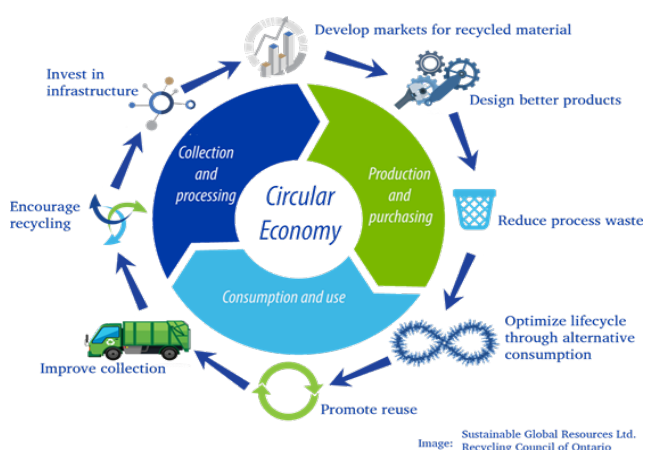 Develop markets for recycled material
Invest in
infrastructure
Design better products
Collection
and
processing
Production
and
purchasing
Circular
Economy
Encourage
recycling
Reduce process waste
Consumption and use
Optimize lifecycle
through alternative
consumption
Improve collection
Promote reuse
Image:
Sustainable Global Resources Ltd.
Recycling Council of Ontario